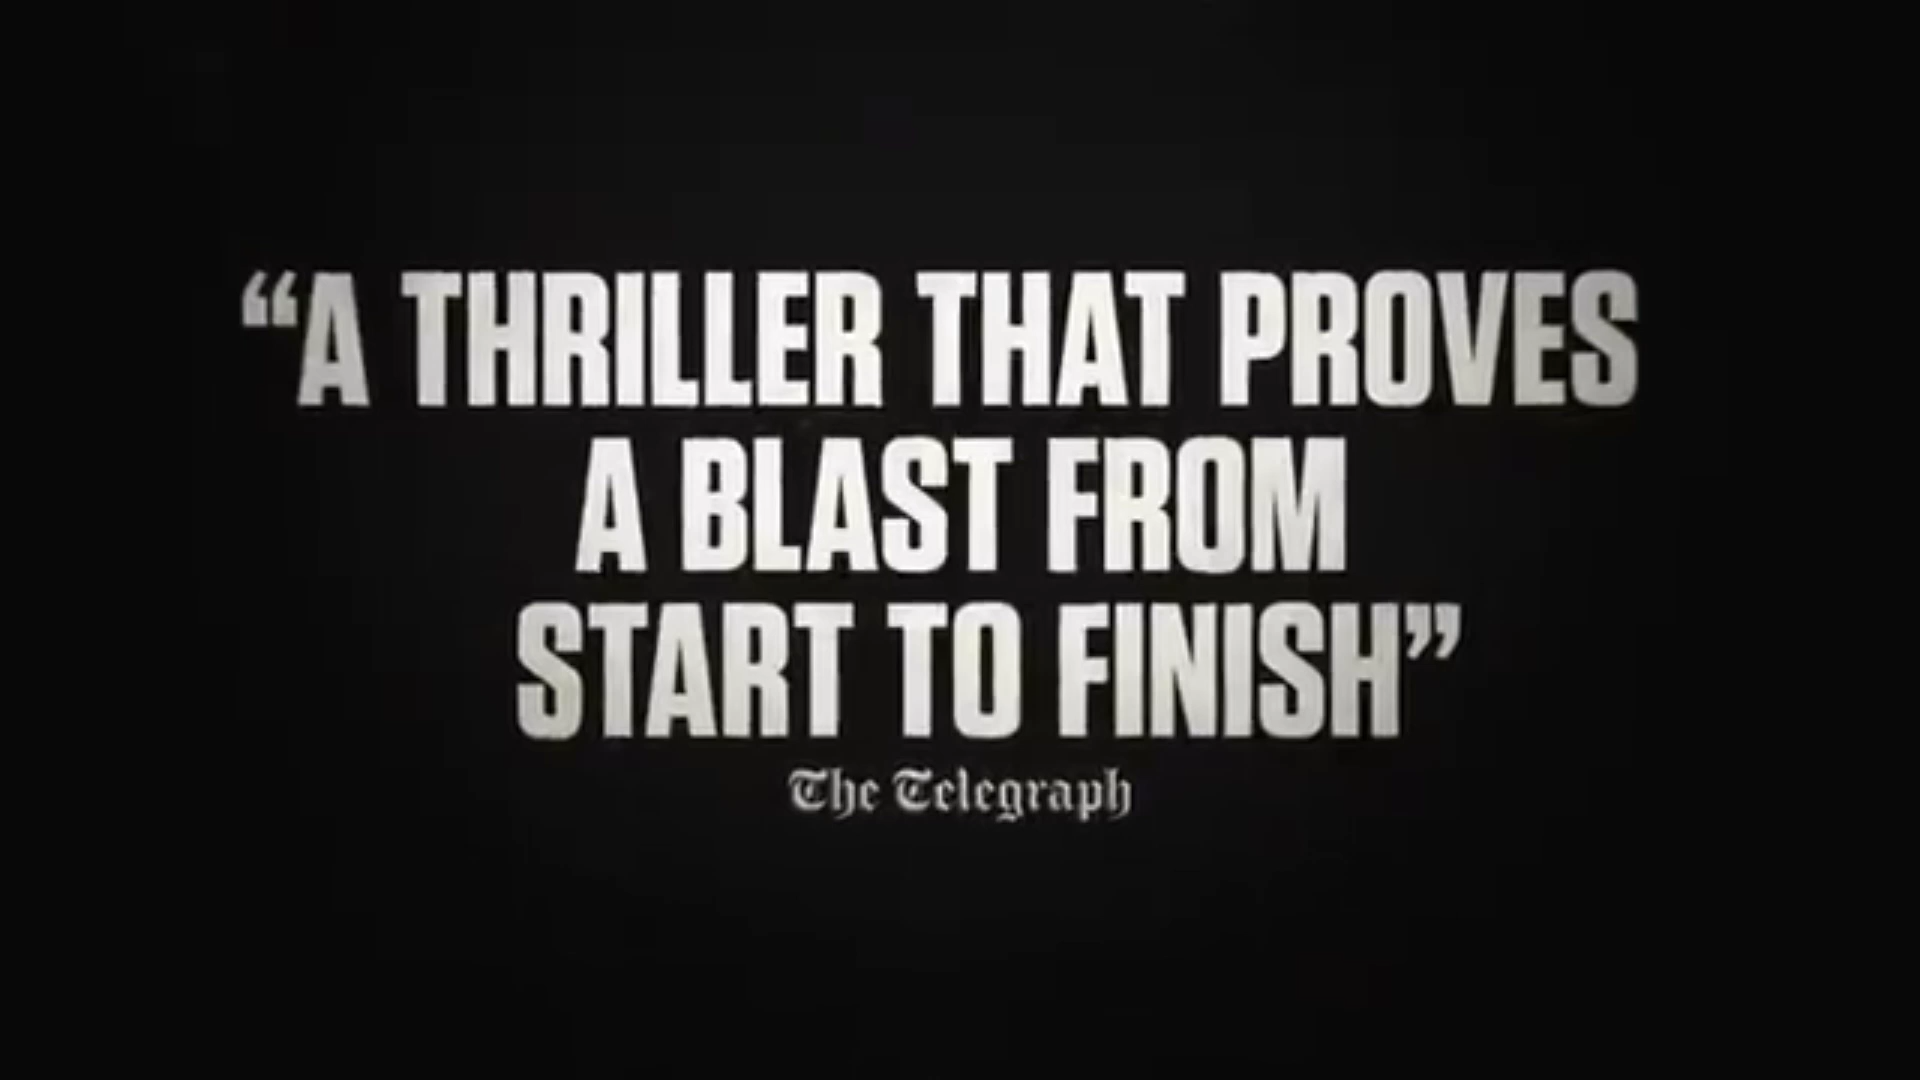 “A THRILLER THAT PROVES
A BLAST FROM
START TO FINISH”
The Telegraph